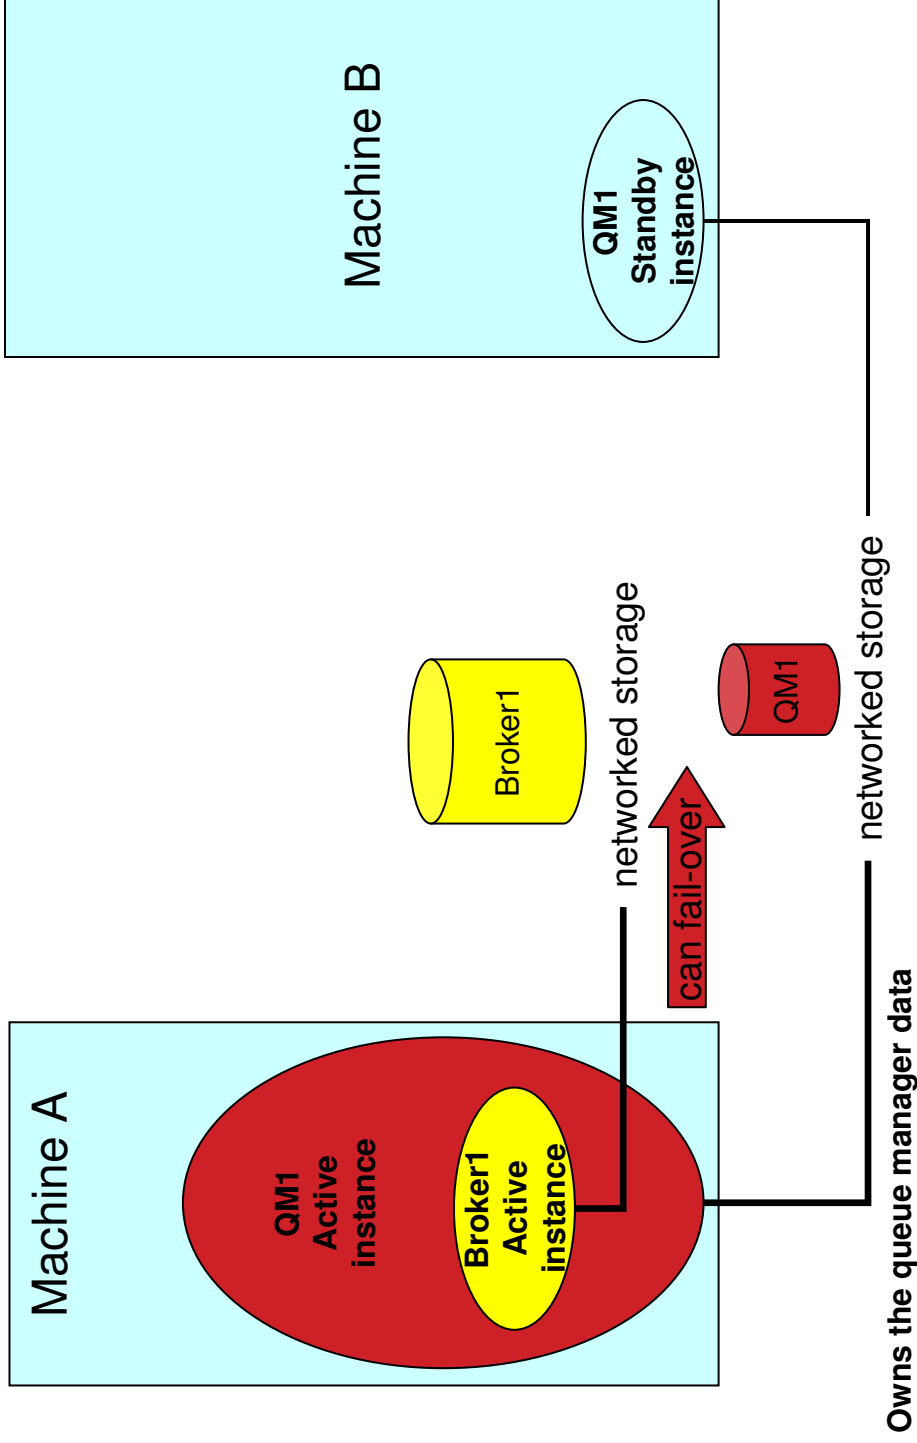 Machine A
QM1
Active
instance
Broker1
Active
instance
Owns the queue manager data
can fail-over
Broker1
networked storage
QM1
networked storage
Machine B
QM1
Standby
instance